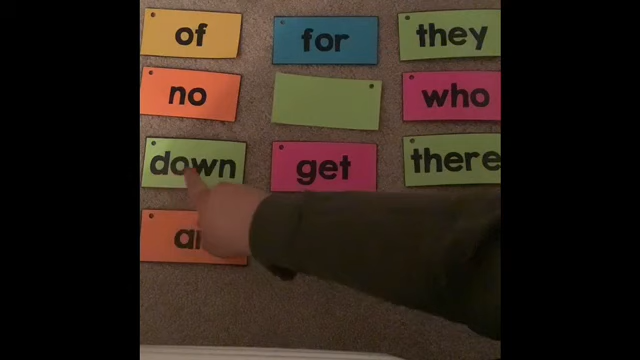 of for they
no who
down get there